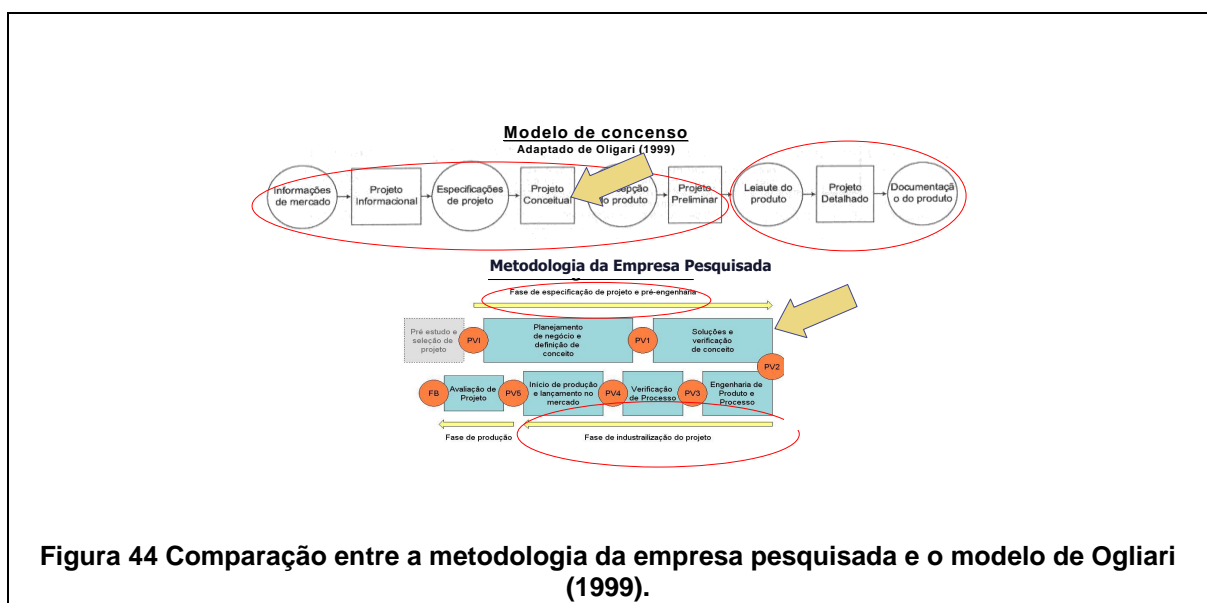 Modelo de concenso
Adaptado de Oligari (1999)
Informações
de mercado
Projeto
Informacional
Especificações
de projeto
Projeto
Conceitual
produto
Projeto
Preliminar
Leiaute do
produto
Projeto
Detalhado
Documentaçã
o do produto
Metodologia da Empresa Pesquisada
Fase de especificação de projeto e pré-engenharia
Pré estudo e
seleção de
projeto
PVI
Planejamento
de negócio e
definição de
conceito
PV1
Soluções e
verificação
de conceito
PV2
FB
Avaliação de
Projeto
PV5
Início de produção
e lançamento no
mercado
PV4
Verificação
de Processo
PV3
Engenharia de
Produto e
Processo
Fase de produção
Fase de industrailização do projeto
Figura 44 Comparação entre a metodologia da empresa pesquisada e o modelo de Ogliari
(1999).